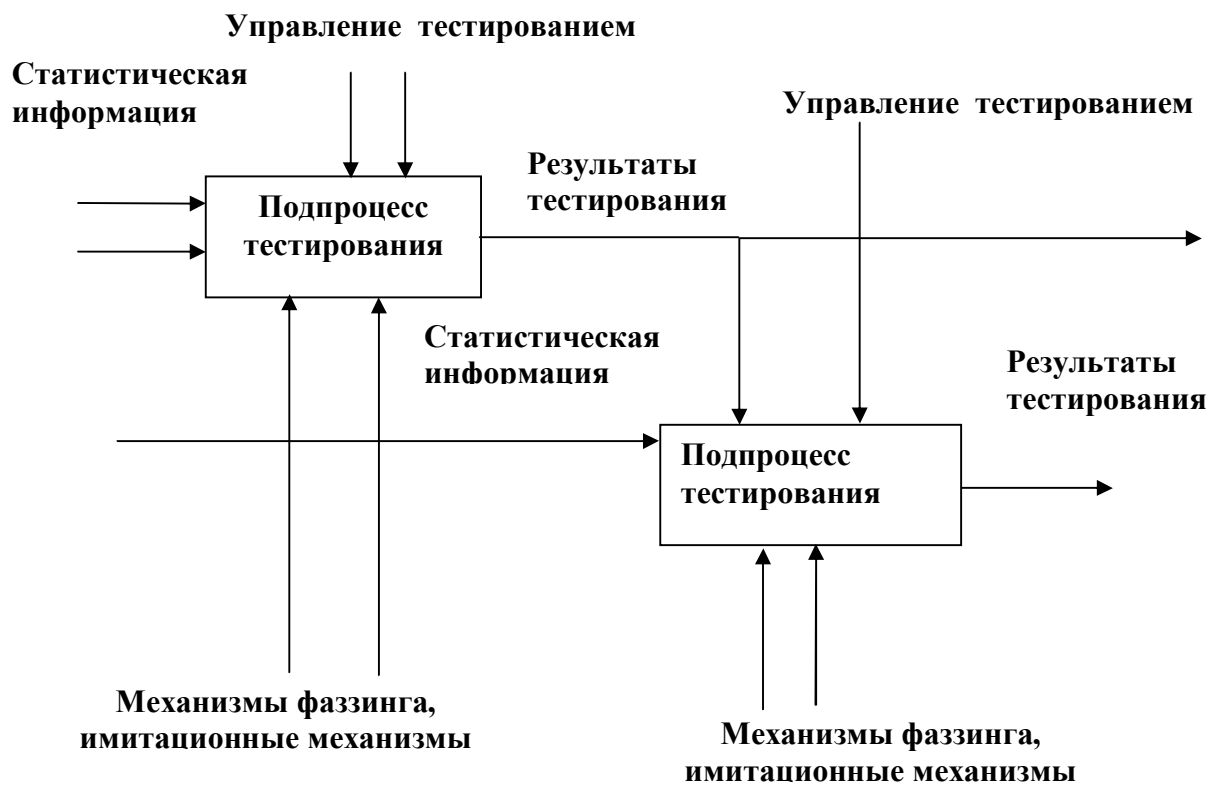 Управление тестированием
Статистическая
информация
Управление тестированием
Результаты
тестирования
Подпроцесс
тестирования
Статистическая
информация
Результаты
тестирования
Подпроцесс
тестирования
Механизмы фаззинга,
имитационные механизмы
Механизмы фаззинга,
имитационные механизмы